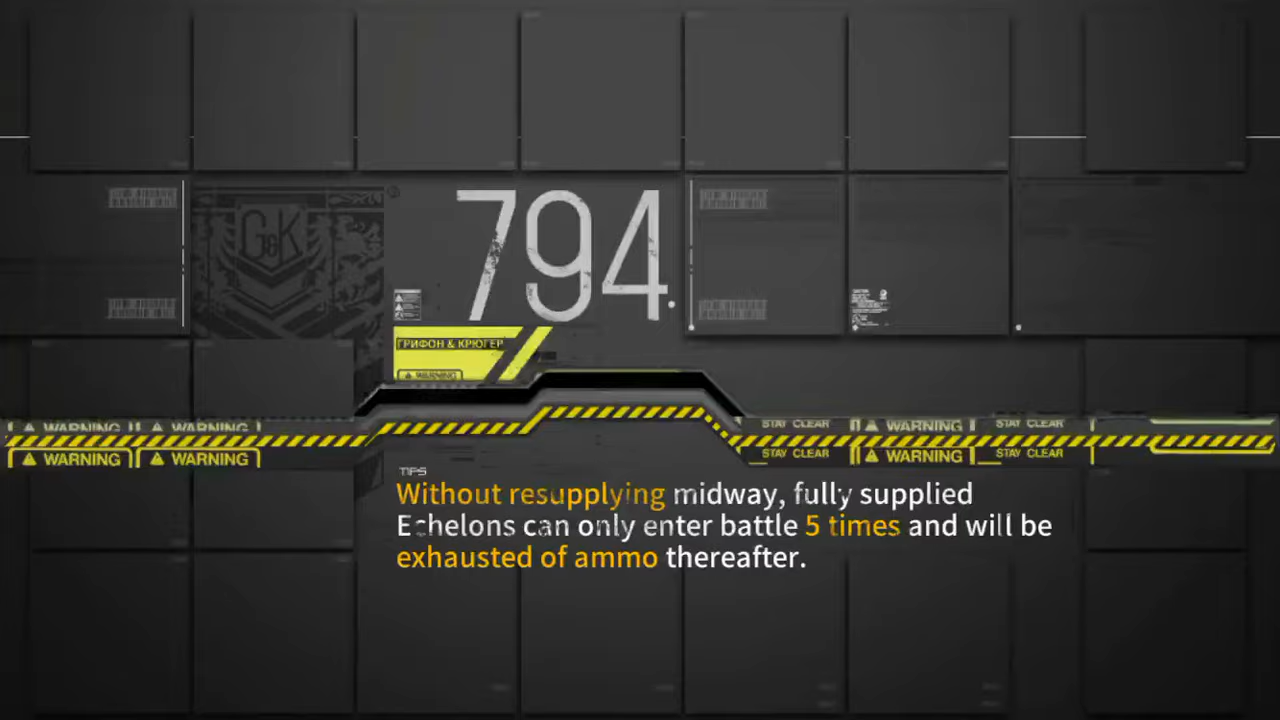 G&K
794.
ГРИФОН & КРЮГЕР
WARNING
WARNING WARNING
STAY CLEAR WARNING STAY CLEAR
WARNING WARNING
STAY CLEAR WARNING STAY CLEAR
TIPS
Without resupplying midway, fully supplied
Echelons can only enter battle 5 times and will be
exhausted of ammo thereafter.